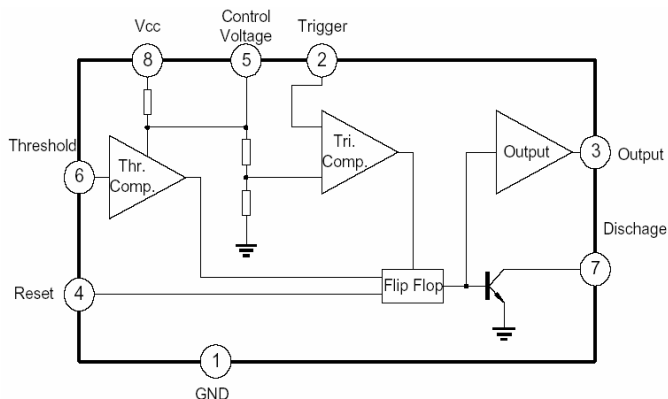 Vcc
Control
Voltage
Trigger
8
5
2
Threshold
6
Thr.
Comp.
Tri.
Comp.
Output
3
Output
Dischage
7
Reset
4
Flip Flop
1
GND